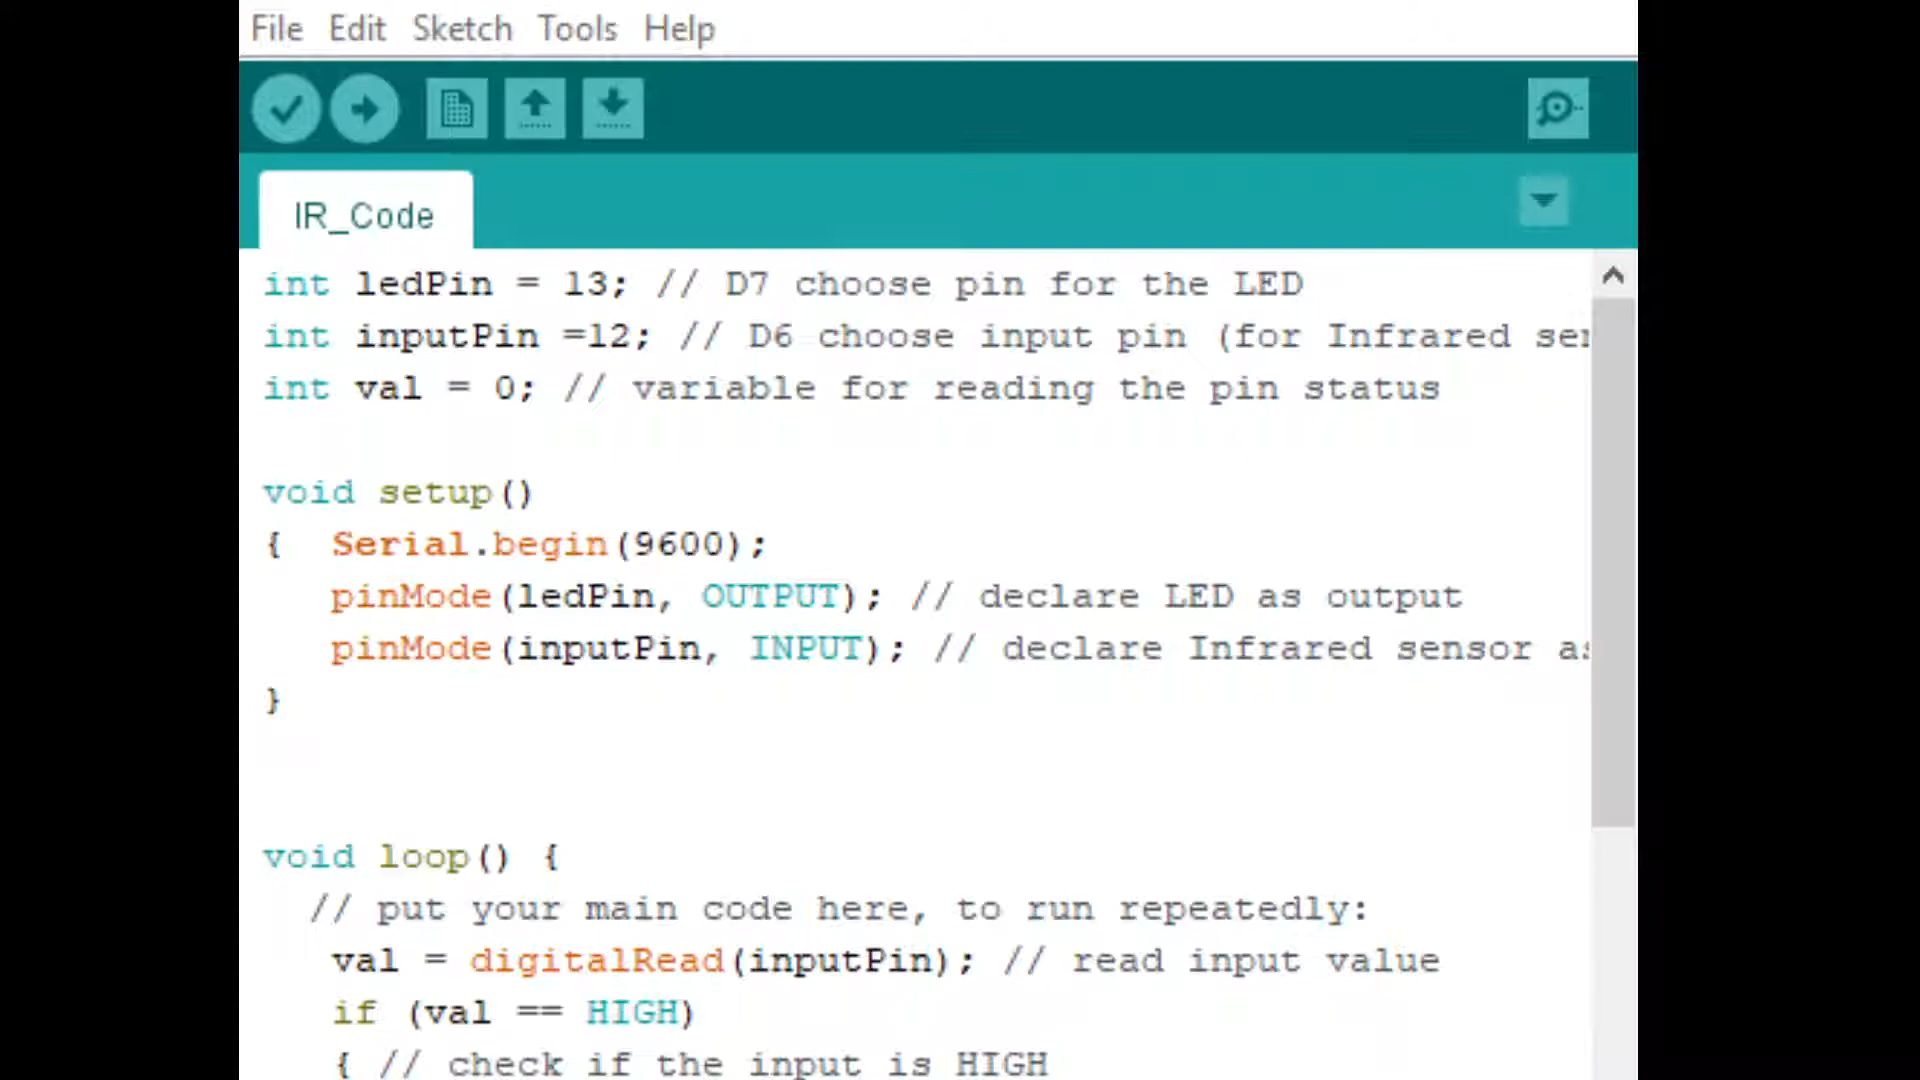 File Edit Sketch Tools Help
IR_Code
int ledPin = 13; // D7 choose pin for the LED
int inputPin =12; // D6 choose input pin (for Infrared
int val = 0; // variable for reading the pin status
void setup()
{ Serial.begin(9600);
pinMode(ledPin, OUTPUT); // declare LED as output
pinMode(inputPin, INPUT); // declare Infrared sensor
}
void loop() {
// put your main code here, to run repeatedly:
val = digitalRead(inputPin); // read input value
if (val == HIGH)
{ // check if the input is HIGH